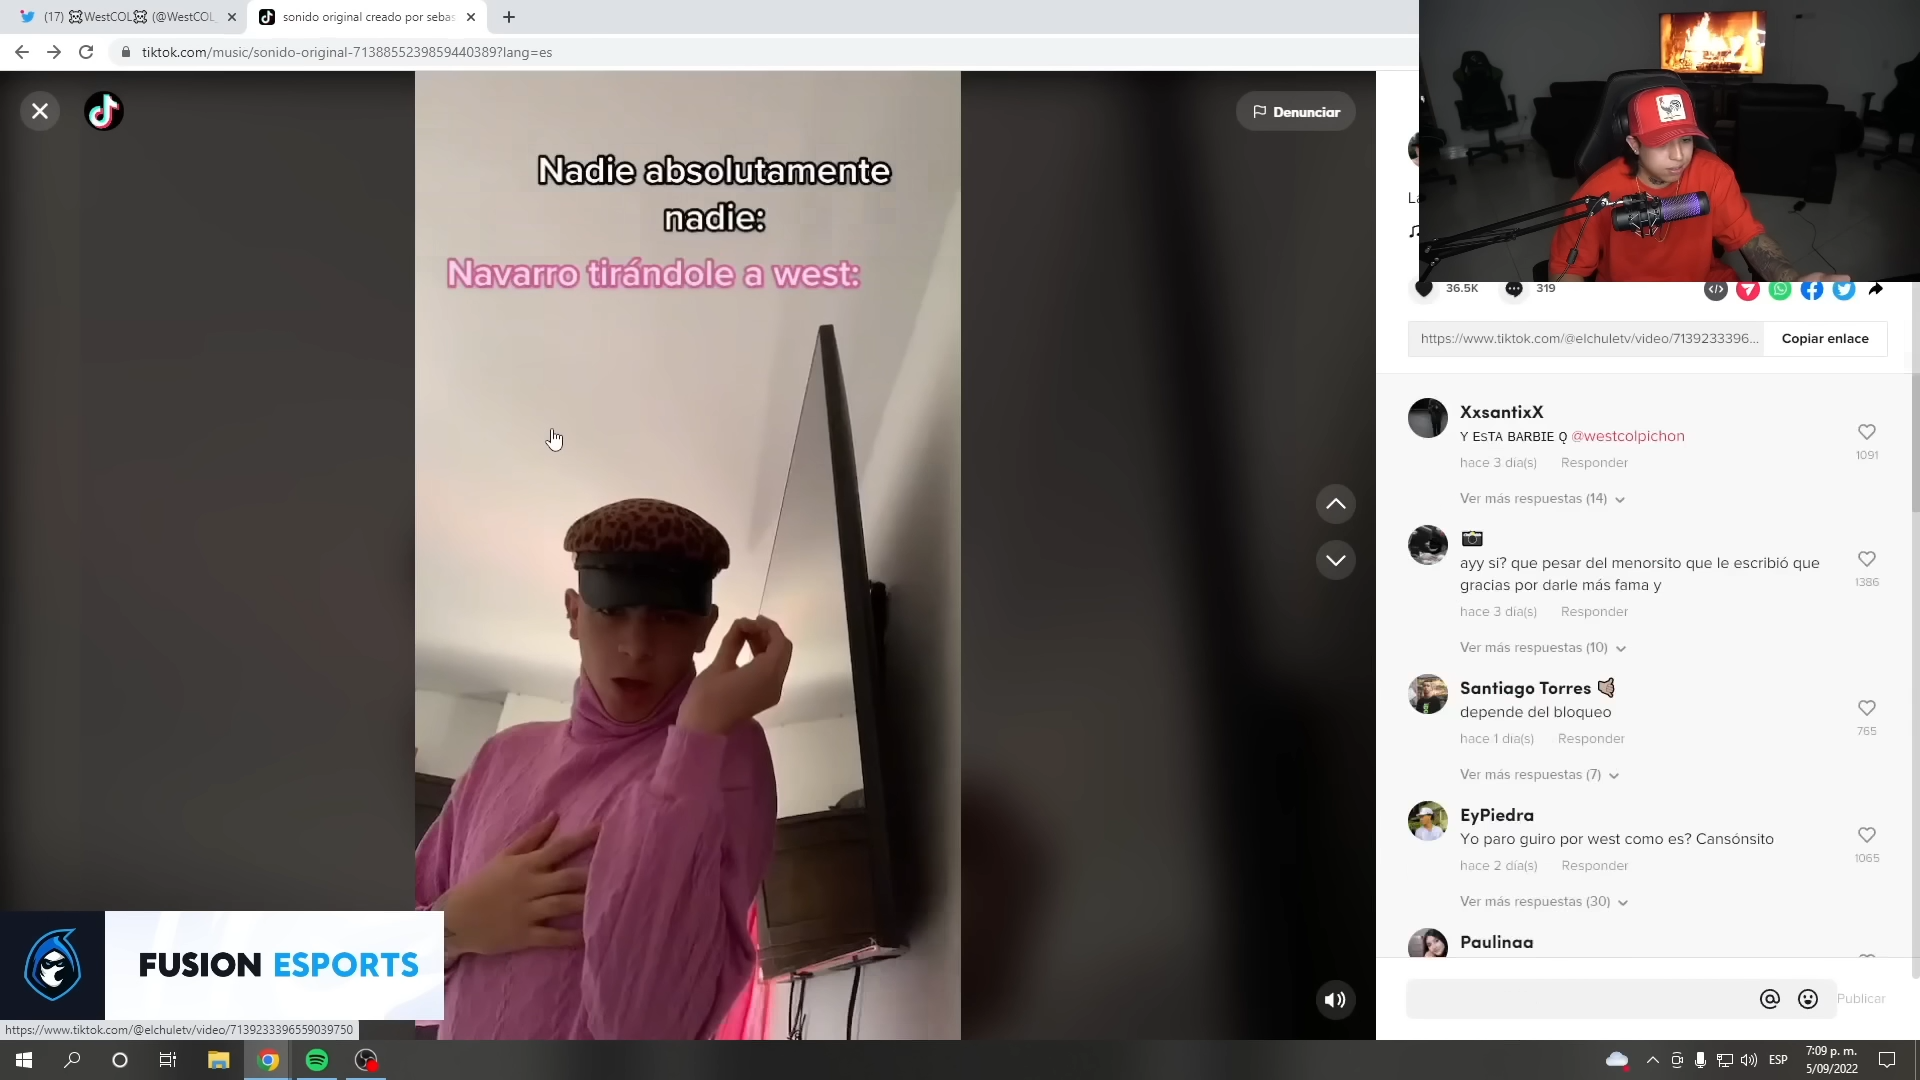 (17) ☠WestCOL☠ (@WestCOL_
sonido original creado por sebas
tiktok.com/music/sonido-original-7138855239859440389?lang=es
Denunciar
Nadie absolutamente
nadie:
Navarro tirándole a west:
36.5K
319
https://www.tiktok.com/@elchuletv/video/7139233396...
Copiar enlace
XxsantixX
Y EsTA BARBIE Q @westcolpichon
hace 3 día(s)
Responder
1091
Ver más respuestas (14)
📷
ayy si? que pesar del menorsito que le escribió que
gracias por darle más fama y
1386
hace 3 día(s)
Responder
Ver más respuestas (10)
Santiago Torres 🤙🏽
depende del bloqueo
765
hace 1 día(s)
Responder
Ver más respuestas (7)
EyPiedra
Yo paro guiro por west como es? Cansónsito
1065
hace 2 día(s)
Responder
Ver más respuestas (30)
Paulinaa
Publicar
FUSION ESPORTS
https://www.tiktok.com/@elchuletv/video/7139233396559039750
ESP
7:09 p. m.
5/09/2022